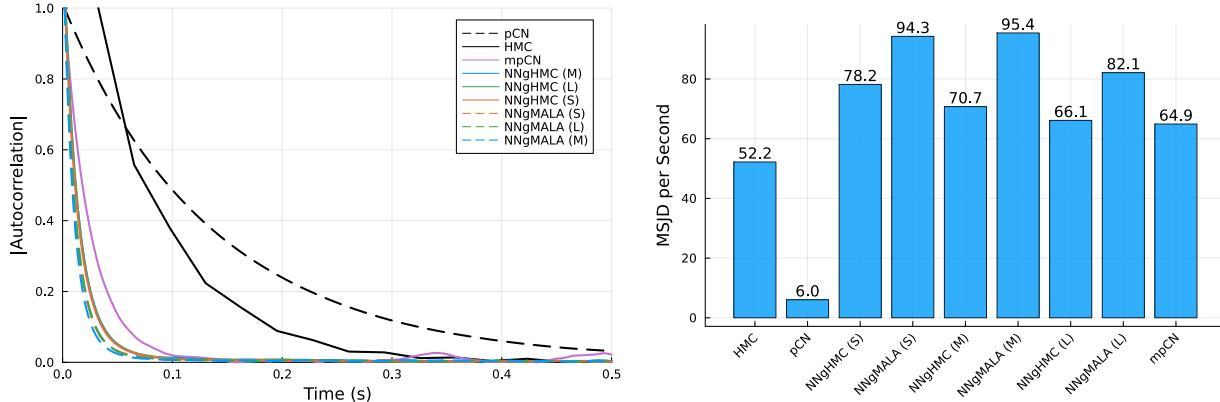 1.0
0.8
0.6
0.4
0.2
0.0
|Autocorrelation|
0.0 0.1 0.2 0.3 0.4 0.5
Time (s)
pCN
HMC
mpCN
NNgHMC (M)
NNgHMC (L)
NNgHMC (S)
NNgMALA (S)
NNgMALA (L)
NNgMALA (M)
MSJD per Second
80
60
40
20
0
52.2
6.0
78.2
94.3
70.7
95.4
66.1
82.1
64.9
HMC
pCN
NNgHMC (S)
NNgMALA (S)
NNgHMC (M)
NNgMALA (M)
NNgHMC (L)
NNgMALA (L)
mpCN